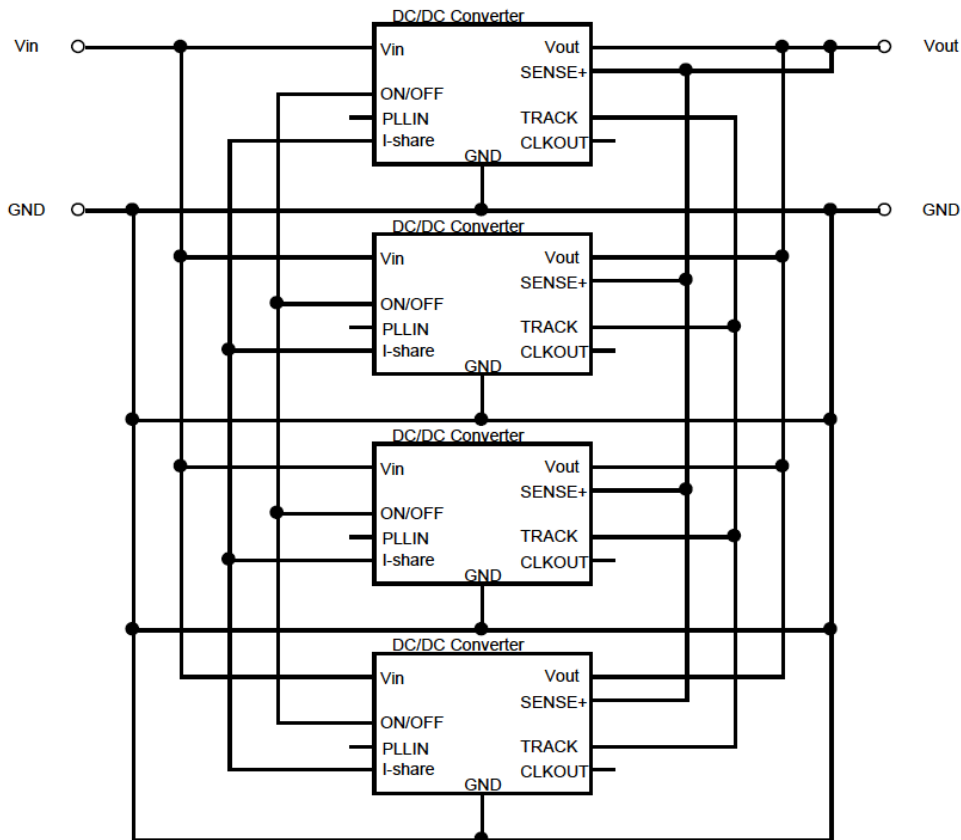 DC/DC Converter
Vin
Vin
Vout
Vout
SENSE+
ON/OFF
PLLIN
TRACK
I-share
CLKOUT
GND
GND
GND
DC/DC Converter
Vin
Vout
SENSE+
ON/OFF
PLLIN
TRACK
I-share
CLKOUT
GND
DC/DC Converter
Vin
Vout
SENSE+
ON/OFF
PLLIN
TRACK
I-share
CLKOUT
GND
DC/DC Converter
Vin
Vout
SENSE+
ON/OFF
PLLIN
TRACK
I-share
CLKOUT
GND